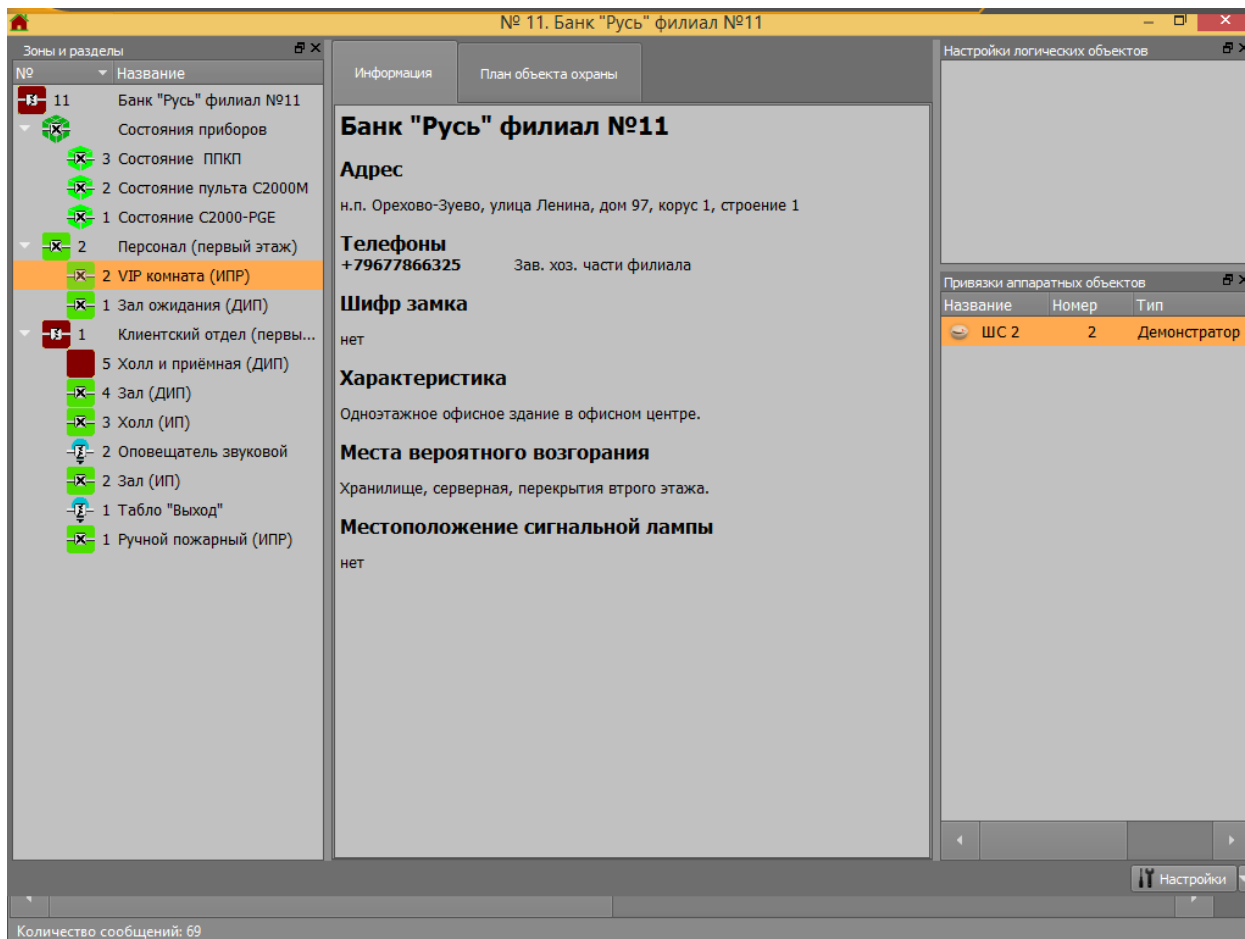 № 11. Банк "Русь" филиал №11
Зоны и разделы
№ Название
11 Банк "Русь" филиал №11
Состояния приборов
3 Состояние ППКП
2 Состояние пульта С2000М
1 Состояние С2000-PGE
2 Персонал (первый этаж)
2 VIP комната (ИПР)
1 Зал ожидания (ДИП)
1 Клиентский отдел (первы...
5 Холл и приёмная (ДИП)
4 Зал (ДИП)
3 Холл (ИП)
2 Оповещатель звуковой
2 Зал (ИП)
1 Табло "Выход"
1 Ручной пожарный (ИПР)
Информация План объекта охраны
Банк "Русь" филиал №11
Адрес
н.п. Орехово-Зуево, улица Ленина, дом 97, корус 1, строение 1
Телефоны
+79677866325 Зав. хоз. части филиала
Шифр замка
нет
Характеристика
Одноэтажное офисное здание в офисном центре.
Места вероятного возгорания
Хранилище, серверная, перекрытия втрого этажа.
Местоположение сигнальной лампы
нет
Настройки логических объектов
Привязки аппаратных объектов
Название Номер Тип
ШС 2 2 Демонстратор
Настройки
Количество сообщений: 69